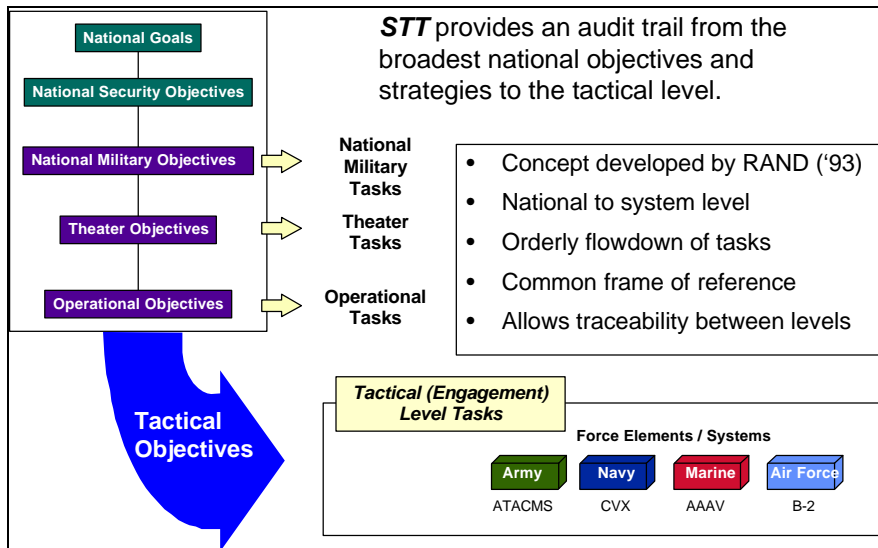 National Goals
National Security Objectives
National Military Objectives
Theater Objectives
Operational Objectives
STT provides an audit trail from the
broadest national objectives and
strategies to the tactical level.
National
Military
Tasks
Theater
Tasks
Operational
Tasks
• Concept developed by RAND (‘93)
• National to system level
• Orderly flowdown of tasks
• Common frame of reference
• Allows traceability between levels
Tactical
Objectives
Tactical (Engagement)
Level Tasks
Force Elements / Systems
Army
Navy
Marine
Air Force
ATACMS
CVX
AAAV
B-2